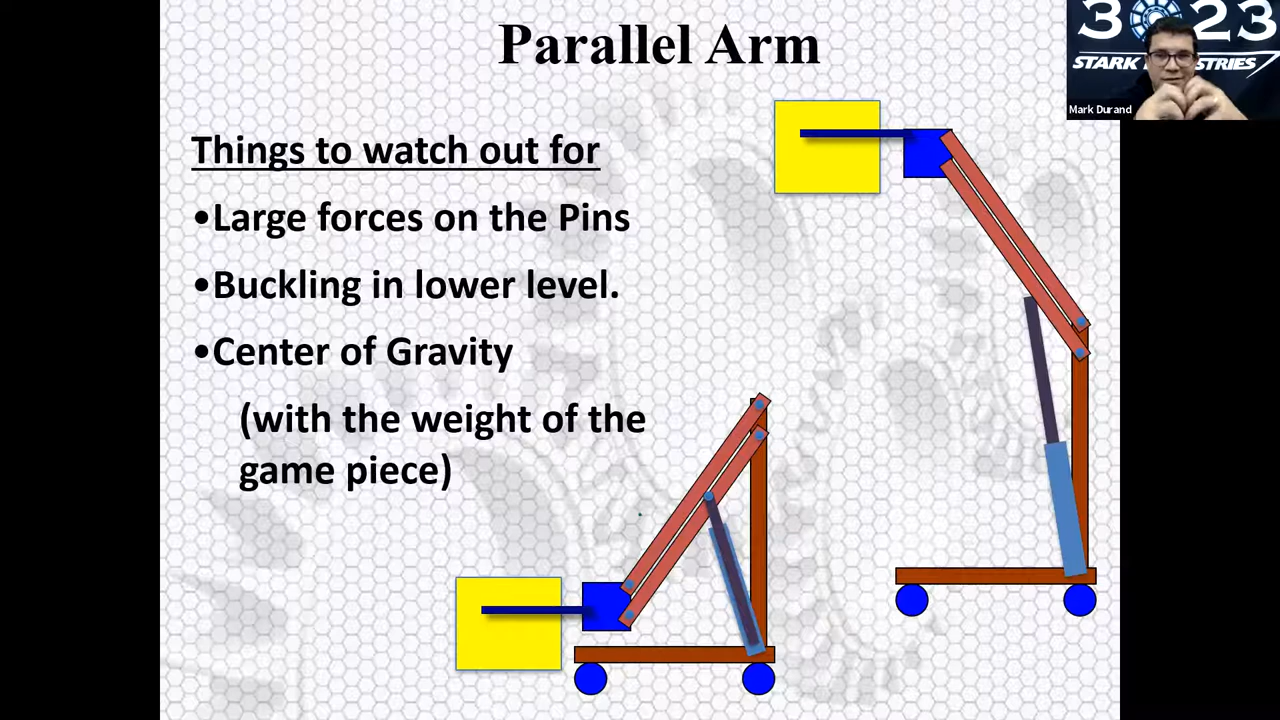 Parallel Arm
3023
STARK INDUSTRIES
Mark Durand
Things to watch out for
•Large forces on the Pins
•Buckling in lower level.
•Center of Gravity
(with the weight of the
game piece)